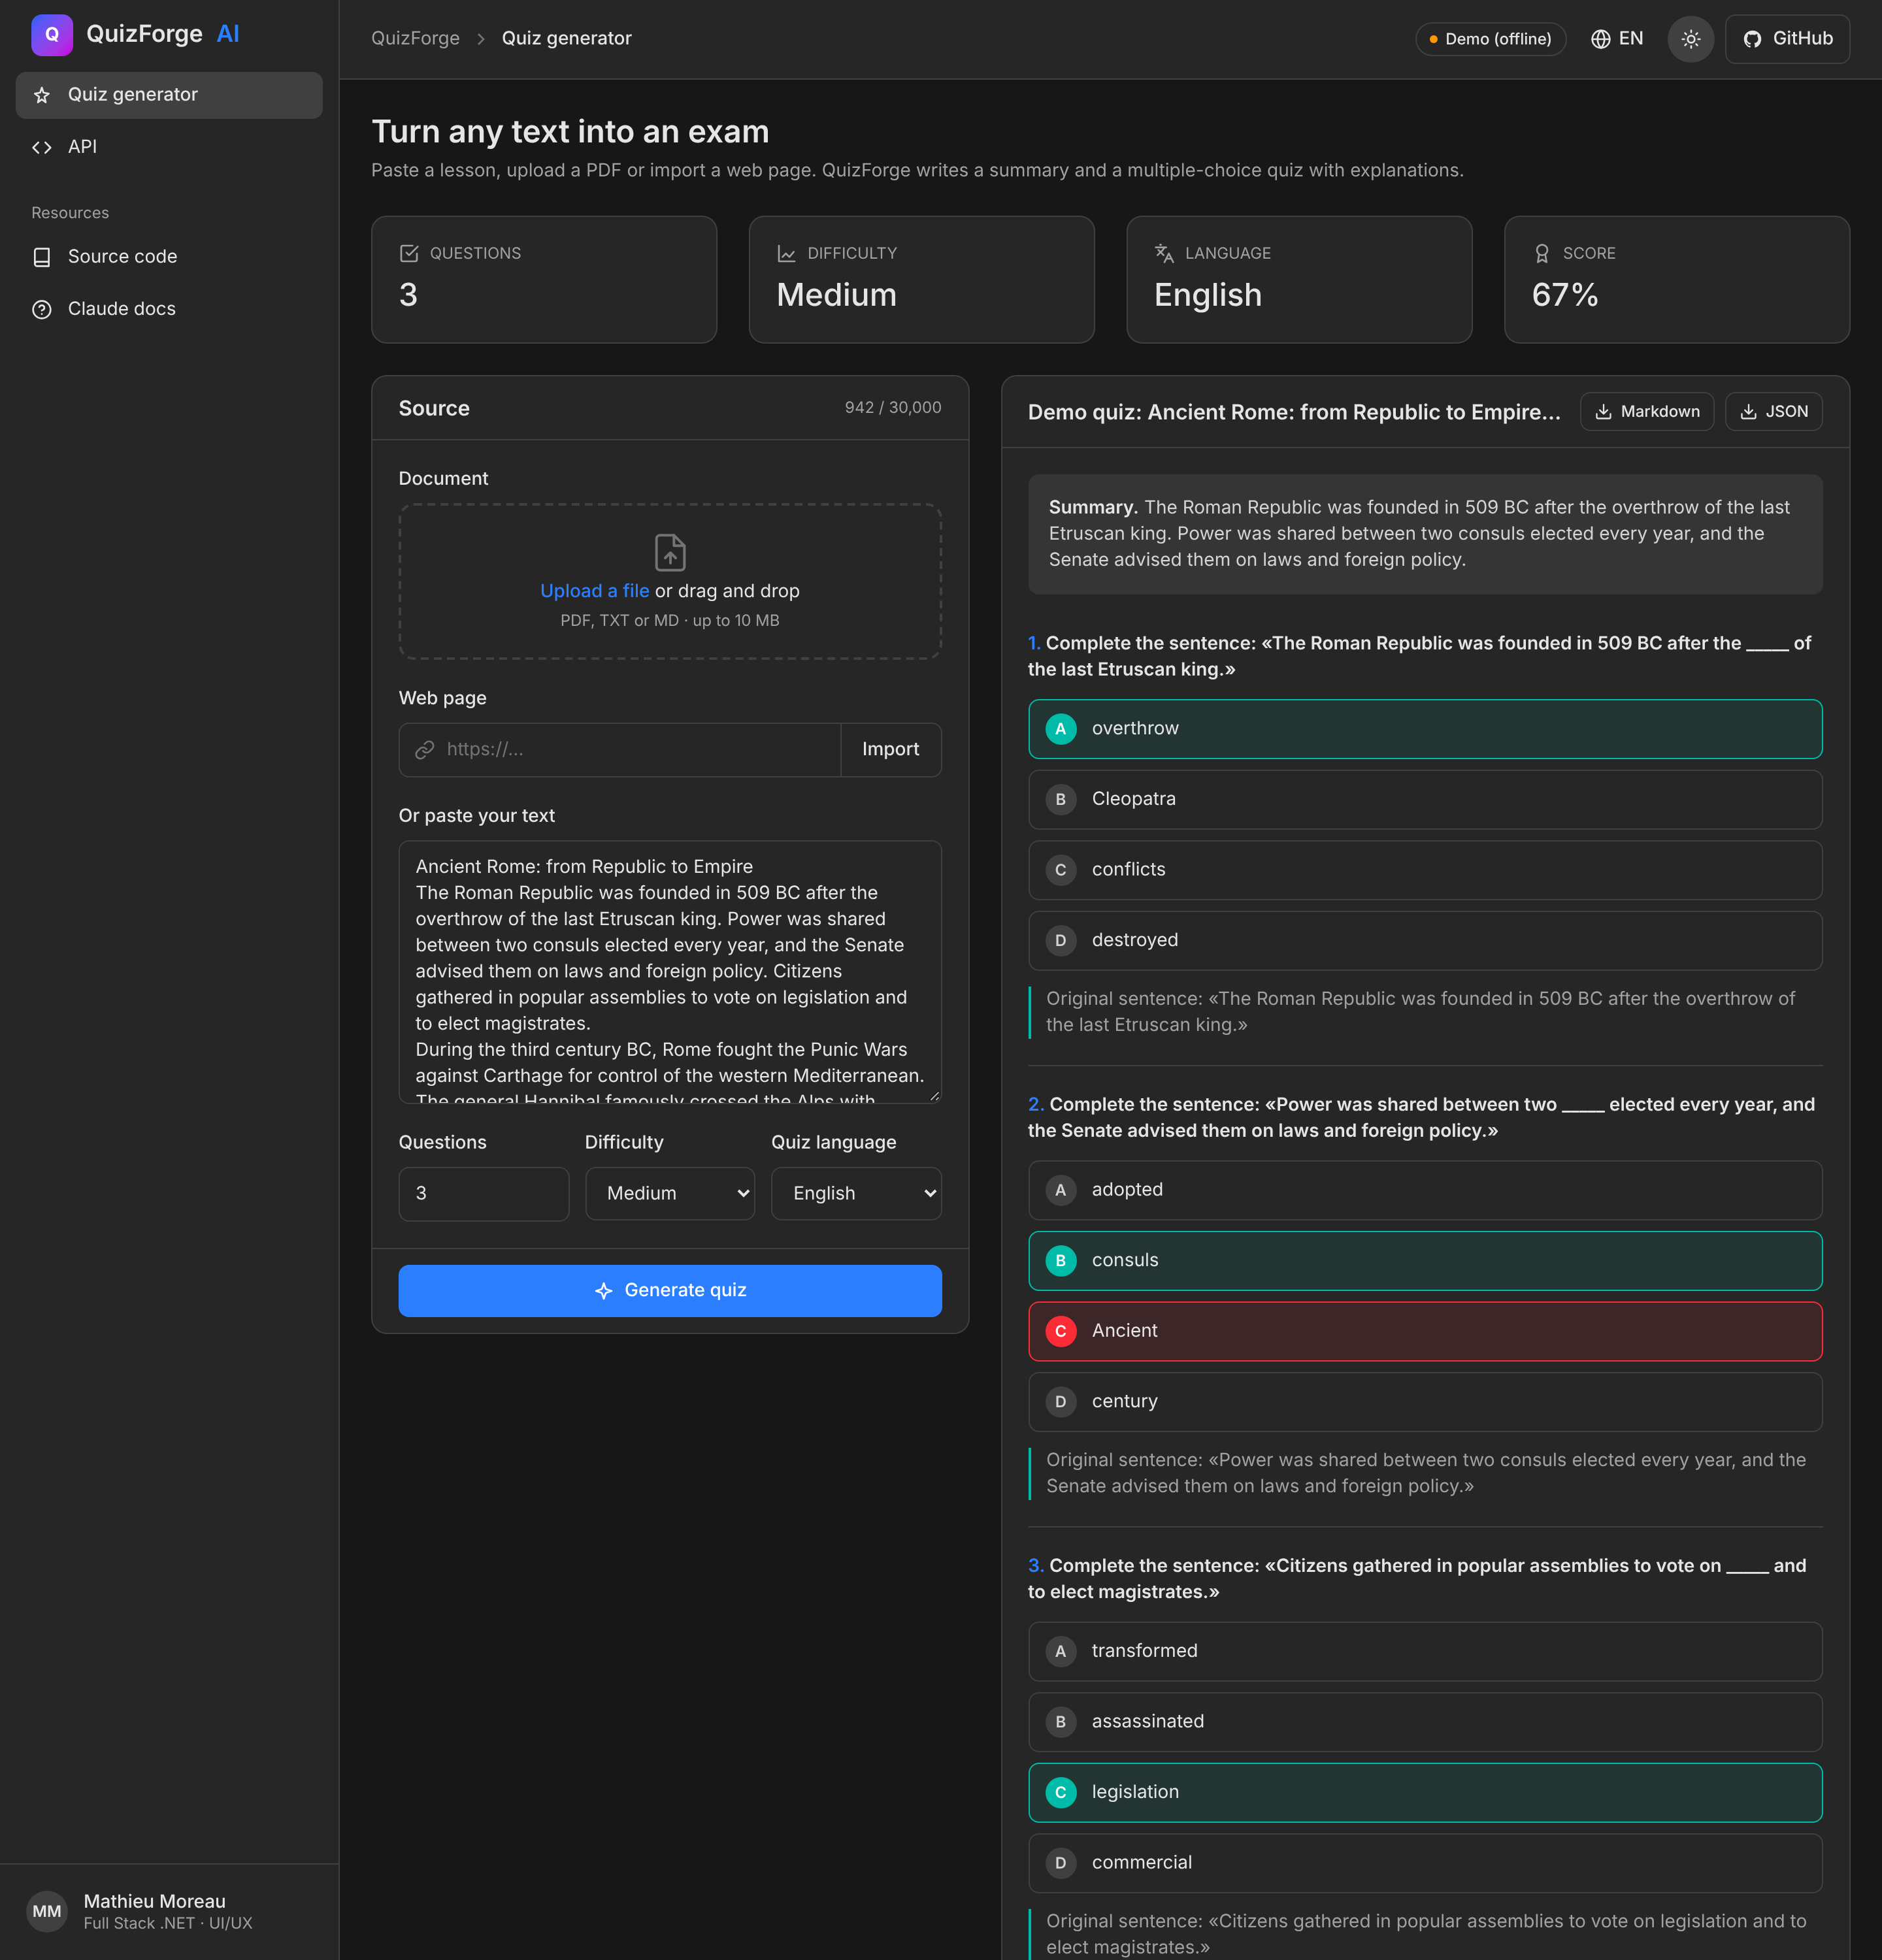 Q QuizForge AI
Quiz generator
API
Resources
Source code
Claude docs
MM
Mathieu Moreau
Full Stack .NET · UI/UX
QuizForge > Quiz generator
Demo (offline)
EN
GitHub
Turn any text into an exam
Paste a lesson, upload a PDF or import a web page. QuizForge writes a summary and a multiple-choice quiz with explanations.
QUESTIONS
3
DIFFICULTY
Medium
LANGUAGE
English
SCORE
67%
Source
942 / 30,000
Document
Upload a file or drag and drop
PDF, TXT or MD · up to 10 MB
Web page
https://...
Import
Or paste your text
Ancient Rome: from Republic to Empire
The Roman Republic was founded in 509 BC after the
overthrow of the last Etruscan king. Power was shared
between two consuls elected every year, and the Senate
advised them on laws and foreign policy. Citizens
gathered in popular assemblies to vote on legislation and
to elect magistrates.
During the third century BC, Rome fought the Punic Wars
against Carthage for control of the western Mediterranean.
The general Hannibal famously crossed the Alps with
Questions
Difficulty
Quiz language
3
Medium
English
Generate quiz
Demo quiz: Ancient Rome: from Republic to Empire...
Markdown
JSON
Summary. The Roman Republic was founded in 509 BC after the overthrow of the last
Etruscan king. Power was shared between two consuls elected every year, and the
Senate advised them on laws and foreign policy.
1. Complete the sentence: «The Roman Republic was founded in 509 BC after the _____ of
the last Etruscan king.»
A overthrow
B Cleopatra
C conflicts
D destroyed
Original sentence: «The Roman Republic was founded in 509 BC after the overthrow of
the last Etruscan king.»
2. Complete the sentence: «Power was shared between two _____ elected every year, and
the Senate advised them on laws and foreign policy.»
A adopted
B consuls
C Ancient
D century
Original sentence: «Power was shared between two consuls elected every year, and the
Senate advised them on laws and foreign policy.»
3. Complete the sentence: «Citizens gathered in popular assemblies to vote on _____ and
to elect magistrates.»
A transformed
B assassinated
C legislation
D commercial
Original sentence: «Citizens gathered in popular assemblies to vote on legislation and to
elect magistrates.»